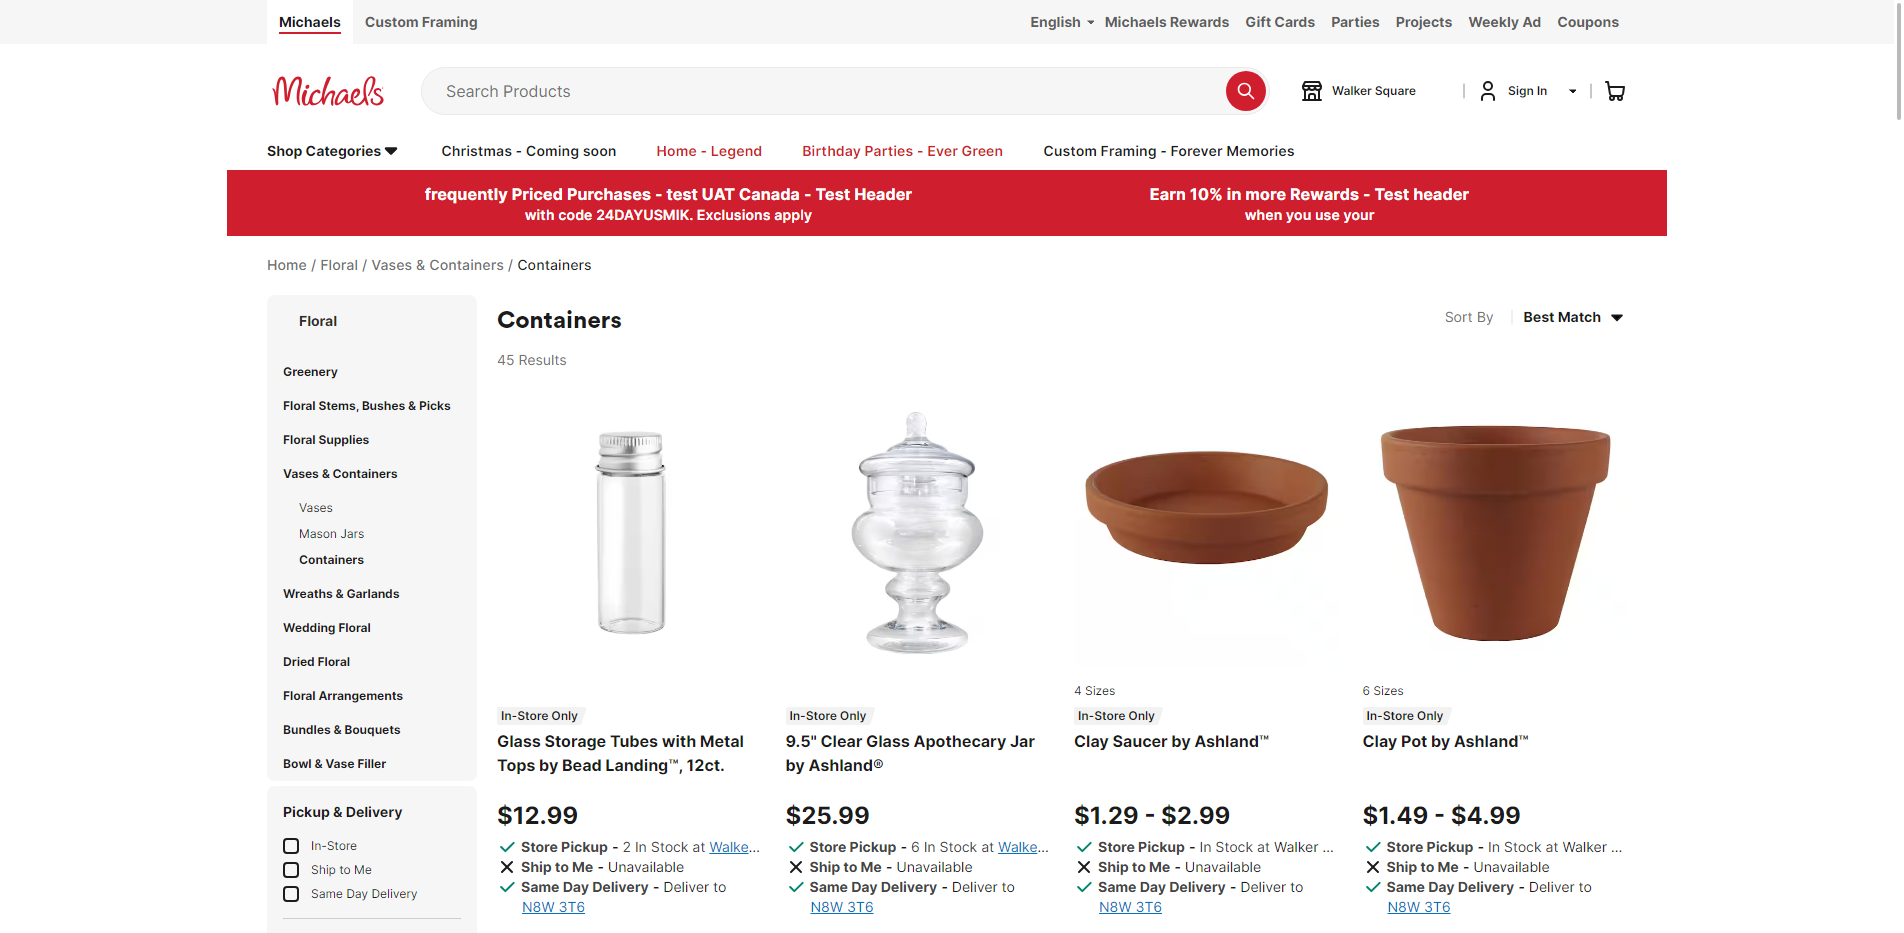 Michaels
Custom Framing
English
Michaels Rewards
Gift Cards
Parties
Projects
Weekly Ad
Coupons
Michaels
Search Products
Walker Square
Sign In
Shop Categories
Christmas - Coming soon
Home - Legend
Birthday Parties - Ever Green
Custom Framing - Forever Memories
frequently Priced Purchases - test UAT Canada - Test Header
with code 24DAYUSMIK. Exclusions apply
Earn 10% in more Rewards - Test header
when you use your
Home / Floral / Vases & Containers / Containers
Floral
Greenery
Floral Stems, Bushes & Picks
Floral Supplies
Vases & Containers
Vases
Mason Jars
Containers
Wreaths & Garlands
Wedding Floral
Dried Floral
Floral Arrangements
Bundles & Bouquets
Bowl & Vase Filler
Pickup & Delivery
In-Store
Ship to Me
Same Day Delivery
Containers
Sort By
Best Match
45 Results
In-Store Only
Glass Storage Tubes with Metal
Tops by Bead Landing™, 12ct.
$12.99
Store Pickup - 2 In Stock at Walke...
Ship to Me - Unavailable
Same Day Delivery - Deliver to
N8W 3T6
In-Store Only
9.5" Clear Glass Apothecary Jar
by Ashland®
$25.99
Store Pickup - 6 In Stock at Walke...
Ship to Me - Unavailable
Same Day Delivery - Deliver to
N8W 3T6
4 Sizes
In-Store Only
Clay Saucer by Ashland™
$1.29 - $2.99
Store Pickup - In Stock at Walker ...
Ship to Me - Unavailable
Same Day Delivery - Deliver to
N8W 3T6
6 Sizes
In-Store Only
Clay Pot by Ashland™
$1.49 - $4.99
Store Pickup - In Stock at Walker ...
Ship to Me - Unavailable
Same Day Delivery - Deliver to
N8W 3T6